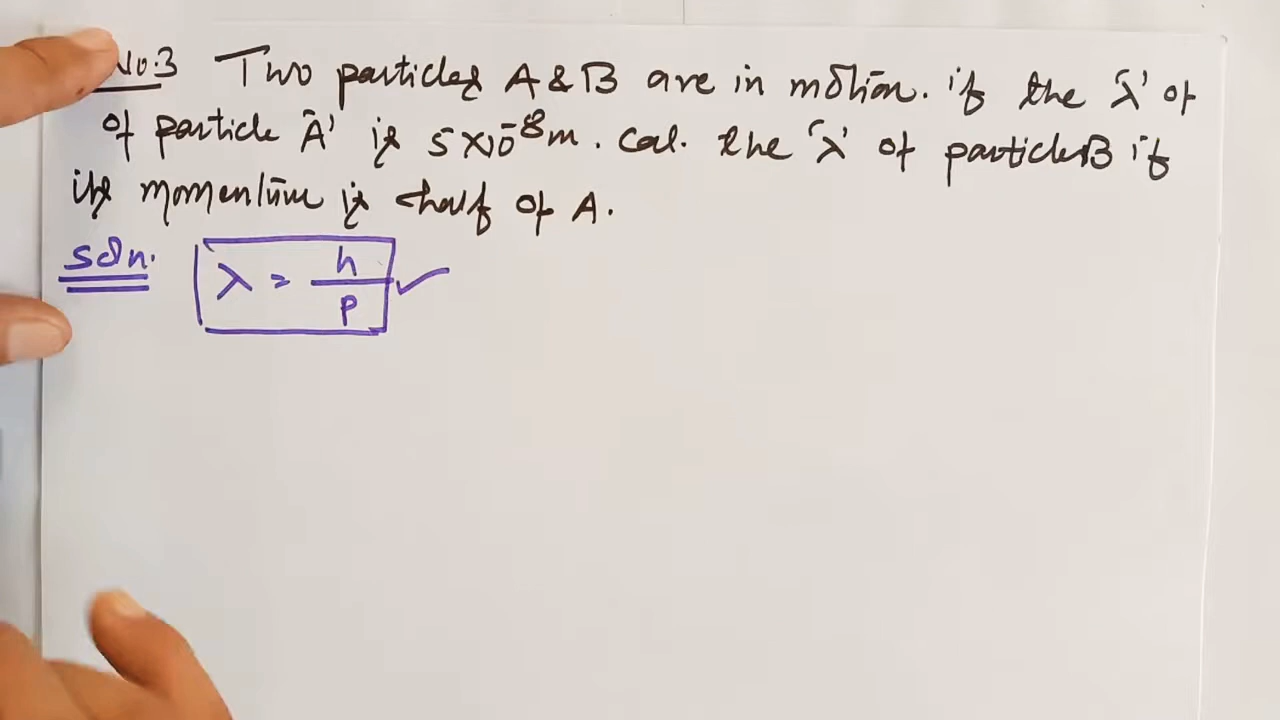 No.3 Two particles A & B are in motion. if the 'λ' of
of particle 'A' is 5×10⁻⁸m. Cal. the 'λ' of particle B if
its momentum is half of A.
Soln. λ = h/p ✓